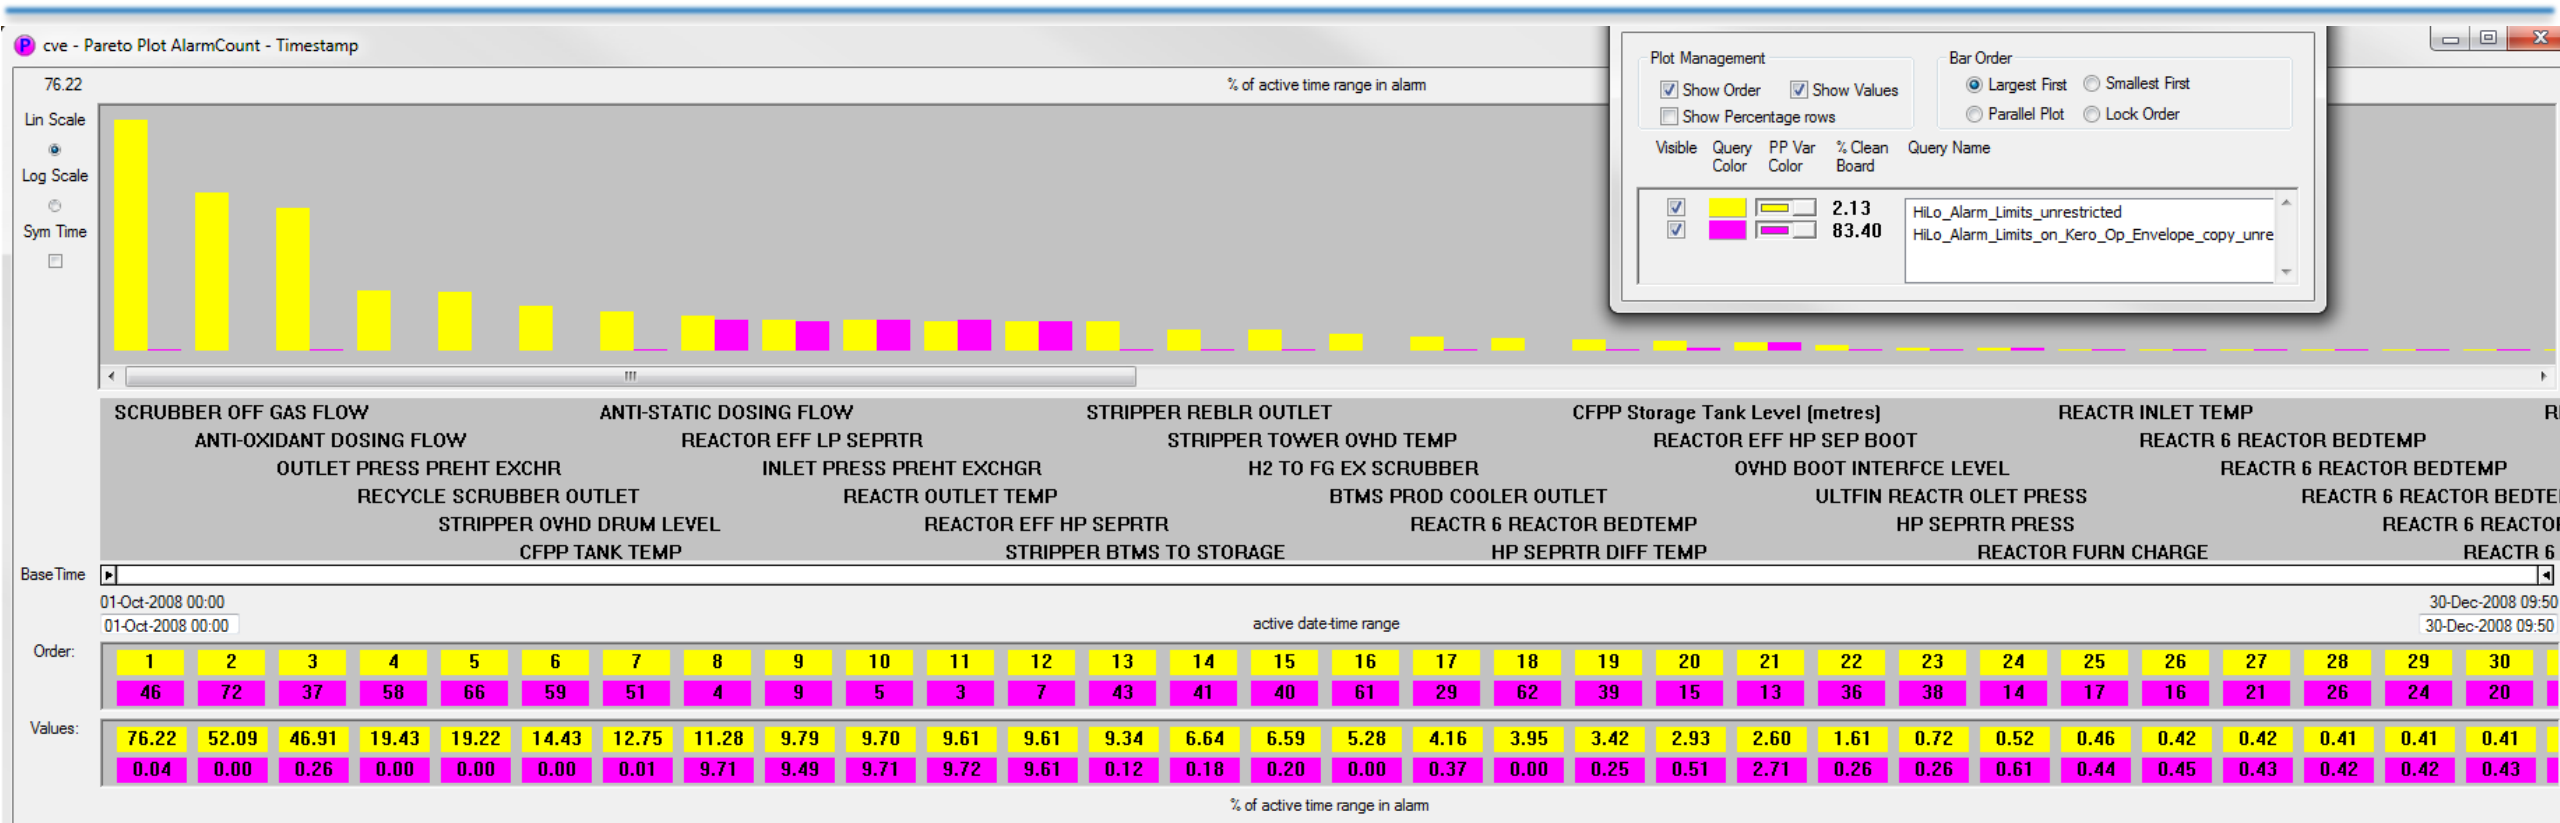 cve - Pareto Plot AlarmCount - Timestamp
76.22
% of active time range in alarm
Lin Scale
Log Scale
Sym Time
Plot Management
Show Order Show Values
Show Percentage rows
Bar Order
Largest First Smallest First
Parallel Plot Lock Order
Visible Query Color PP Var Color % Clean Board Query Name
2.13 HiLo_Alarm_Limits_unrestricted
83.40 HiLo_Alarm_Limits_on_Kero_Op_Envelope_copy_unre
SCRUBBER OFF GAS FLOW ANTI-STATIC DOSING FLOW STRIPPER REBLR OUTLET CFPP Storage Tank Level (metres) REACTR INLET TEMP R
ANTI-OXIDANT DOSING FLOW REACTOR EFF LP SEPRTR STRIPPER TOWER OVHD TEMP REACTOR EFF HP SEP BOOT REACTR 6 REACTOR BEDTEMP
OUTLET PRESS PREHT EXCHR INLET PRESS PREHT EXCHGR H2 TO FG EX SCRUBBER OVHD BOOT INTERFCE LEVEL REACTR 6 REACTOR BEDTEMP
RECYCLE SCRUBBER OUTLET REACTR OUTLET TEMP BTMS PROD COOLER OUTLET ULTFIN REACTR OLET PRESS REACTR 6 REACTOR BEDTE
STRIPPER OVHD DRUM LEVEL REACTOR EFF HP SEPRTR REACTR 6 REACTOR BEDTEMP HP SEPRTR PRESS REACTR 6 REACTO
CFPP TANK TEMP STRIPPER BTMS TO STORAGE HP SEPRTR DIFF TEMP REACTOR FURN CHARGE REACTR 6
BaseTime
01-Oct-2008 00:00 30-Dec-2008 09:50
01-Oct-2008 00:00 active date-time range 30-Dec-2008 09:50
Order:
1 2 3 4 5 6 7 8 9 10 11 12 13 14 15 16 17 18 19 20 21 22 23 24 25 26 27 28 29 30
46 72 37 58 66 59 51 4 9 5 3 7 43 41 40 61 29 62 39 15 13 36 38 14 17 16 21 26 24 20
Values:
76.22 52.09 46.91 19.43 19.22 14.43 12.75 11.28 9.79 9.70 9.61 9.61 9.34 6.64 6.59 5.28 4.16 3.95 3.42 2.93 2.60 1.61 0.72 0.52 0.46 0.42 0.42 0.41 0.41 0.41
0.04 0.00 0.26 0.00 0.00 0.00 0.01 9.71 9.49 9.71 9.72 9.61 0.12 0.18 0.20 0.00 0.37 0.00 0.25 0.51 2.71 0.26 0.26 0.61 0.44 0.45 0.43 0.42 0.42 0.43
% of active time range in alarm